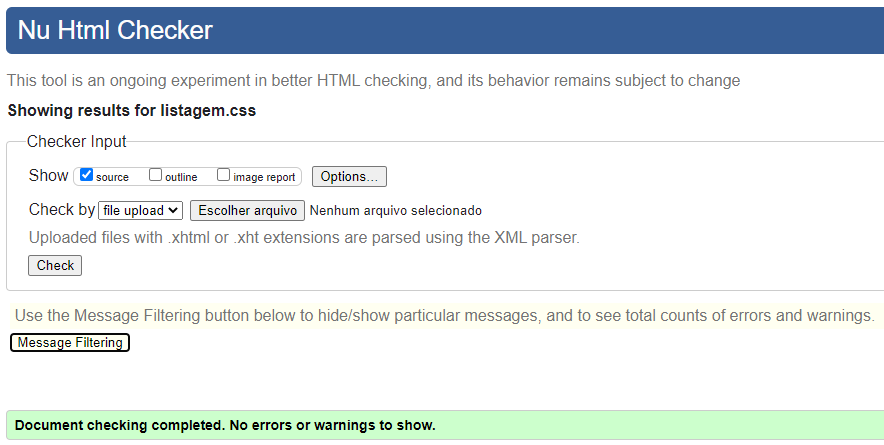 Nu Html Checker
This tool is an ongoing experiment in better HTML checking, and its behavior remains subject to change
Showing results for listagem.css
Checker Input
Show source outline image report Options...
Check by file upload Escolher arquivo Nenhum arquivo selecionado
Uploaded files with .xhtml or .xht extensions are parsed using the XML parser.
Check
Use the Message Filtering button below to hide/show particular messages, and to see total counts of errors and warnings.
Message Filtering
Document checking completed. No errors or warnings to show.